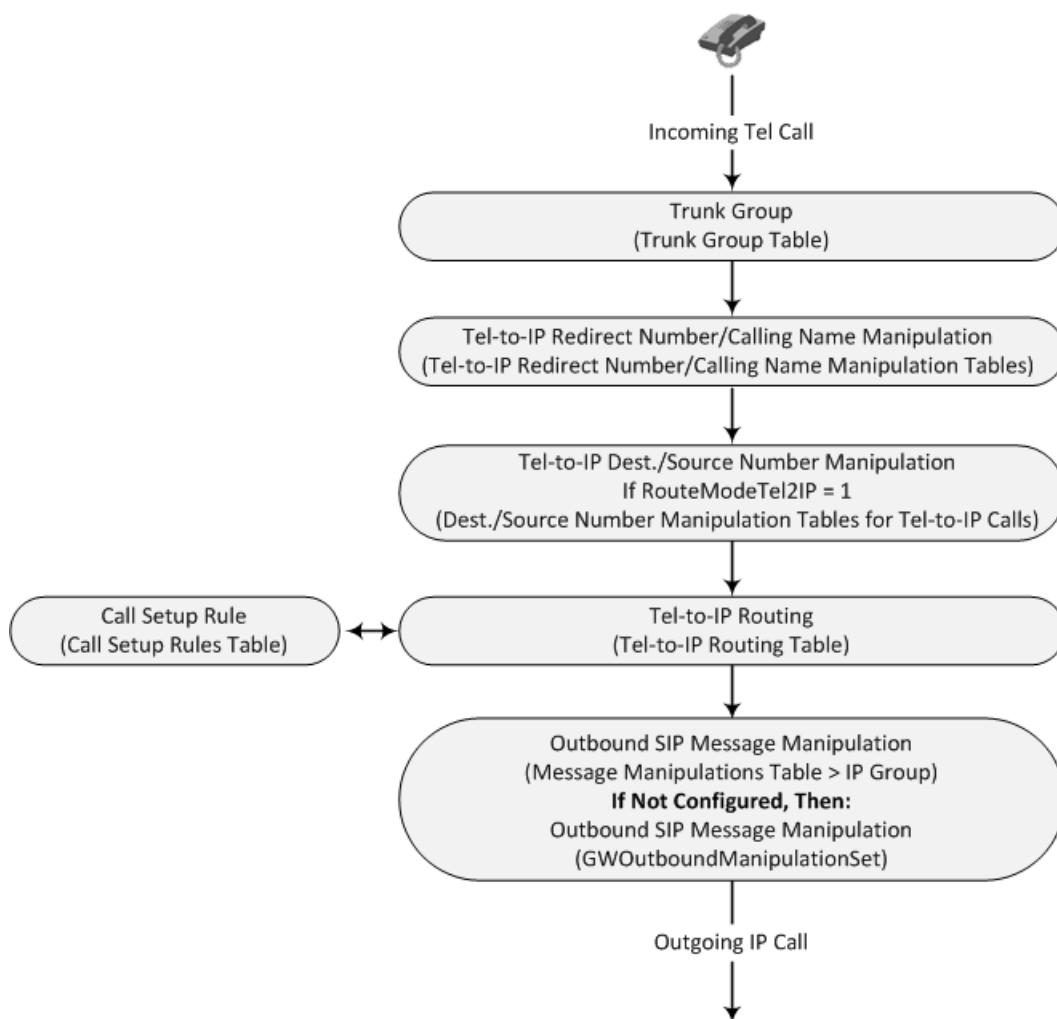 Incoming Tel Call
Trunk Group
(Trunk Group Table)
Tel-to-IP Redirect Number/Calling Name Manipulation
(Tel-to-IP Redirect Number/Calling Name Manipulation Tables)
Tel-to-IP Dest./Source Number Manipulation
If RouteModeTel2IP = 1
(Dest./Source Number Manipulation Tables for Tel-to-IP Calls)
Call Setup Rule
(Call Setup Rules Table)
Tel-to-IP Routing
(Tel-to-IP Routing Table)
Outbound SIP Message Manipulation
(Message Manipulations Table > IP Group)
If Not Configured, Then:
Outbound SIP Message Manipulation
(GWOutboundManipulationSet)
Outgoing IP Call